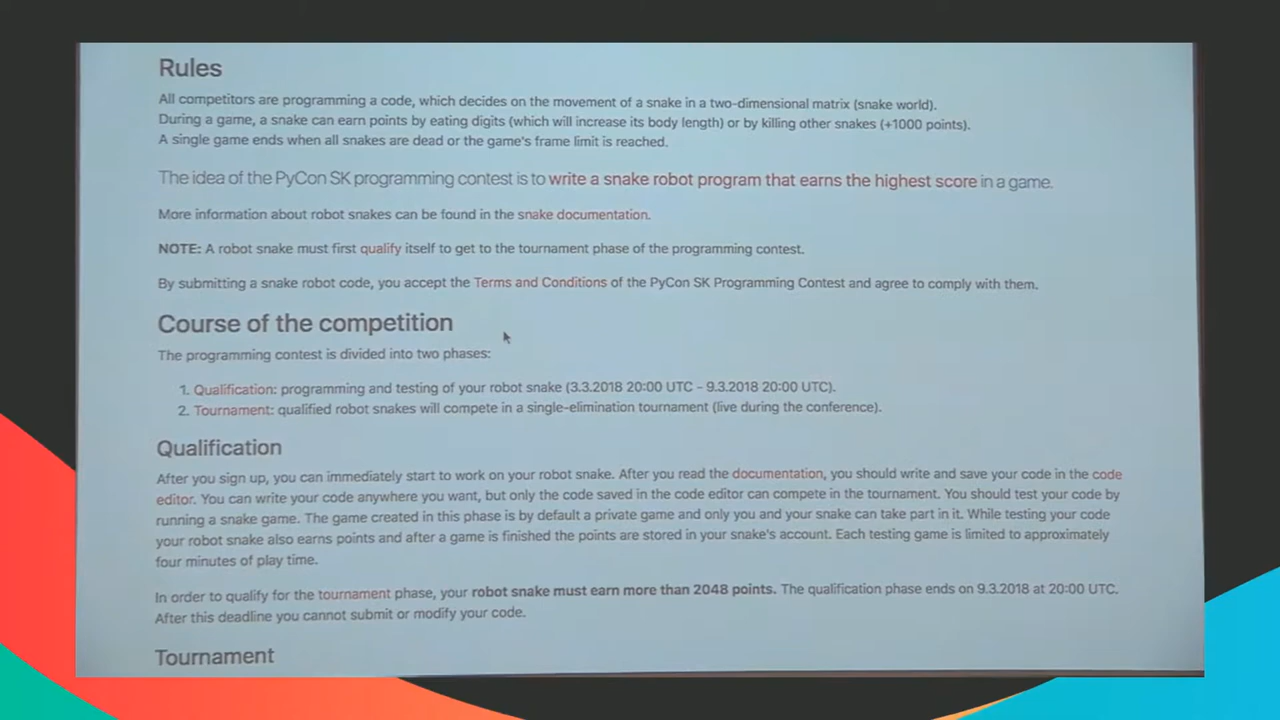 Rules
All competitors are programming a code, which decides on the movement of a snake in a two-dimensional matrix (snake world).
During a game, a snake can earn points by eating digits (which will increase its body length) or by killing other snakes (+1000 points).
A single game ends when all snakes are dead or the game's frame limit is reached.
The idea of the PyCon SK programming contest is to write a snake robot program that earns the highest score in a game.
More information about robot snakes can be found in the snake documentation.
NOTE: A robot snake must first qualify itself to get to the tournament phase of the programming contest.
By submitting a snake robot code, you accept the Terms and Conditions of the PyCon SK Programming Contest and agree to comply with them.
Course of the competition
The programming contest is divided into two phases:
1. Qualification: programming and testing of your robot snake (3.3.2018 20:00 UTC - 9.3.2018 20:00 UTC).
2. Tournament: qualified robot snakes will compete in a single-elimination tournament (live during the conference).
Qualification
After you sign up, you can immediately start to work on your robot snake. After you read the documentation, you should write and save your code in the code
editor. You can write your code anywhere you want, but only the code saved in the code editor can compete in the tournament. You should test your code by
running a snake game. The game created in this phase is by default a private game and only you and your snake can take part in it. While testing your code
your robot snake also earns points and after a game is finished the points are stored in your snake's account. Each testing game is limited to approximately
four minutes of play time.
In order to qualify for the tournament phase, your robot snake must earn more than 2048 points. The qualification phase ends on 9.3.2018 at 20:00 UTC.
After this deadline you cannot submit or modify your code.
Tournament